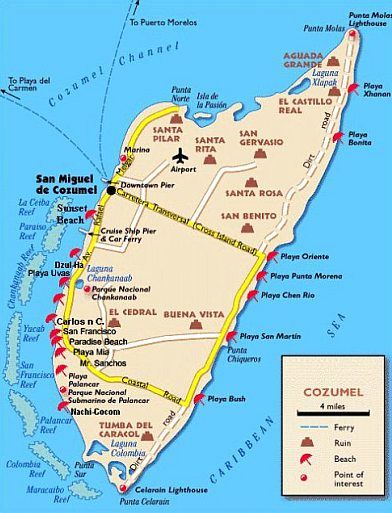 To Puerto Morelos
Punta Molas
Lighthouse
Punta Molas
Cozumel Channel
AGUADA
GRANDE
Laguna
Xlapak
To Playa del
Carmen
Punta
Norte
Isla de
la Pasión
Playa
Xhanan
EL CASTILLO
REAL
SANTA
PILAR
Dirt road
Playa
Bonita
SANTA
RITA
SAN
GERVASIO
Marina
Airport
Melgar
San Miguel
de Cozumel
Downtown Pier
SANTA ROSA
Carretera Transversal (Cross Island Road)
La Ceiba
Reef
Sunset
Beach
Av. Rafael
SAN BENITO
Paraiso
Reef
Cruise Ship Pier
& Car Ferry
Chankanaab Reef
Dzul-Ha
Playa Oriente
Playa Uvas
Laguna
Chankanaab
Playa Punta Morena
Parque Nacional
Chankanaab
Playa Chen Rio
EL CEDRAL
BUENA VISTA
Carlos n C.
Yucab
Reef
San Francisco
Paradise Beach
Playa San Martín
Playa Mia
Punta
Chiqueros
Mr. Sanchos
San
Francisco
Reef
Playa
Palancar
Coastal Road
Parque Nacional
Submarino de Palancar
Playa Bush
Nachi-Cocom
Palancar
Reef
TUMBA DEL
CARACOL
Dirt road
Laguna
Colombia
Colombia
Reef
Punta
Sur
Maracaibo
Reef
Celarain Lighthouse
Punta Celarain
CARIBBEAN SEA
COZUMEL
4 miles
Ferry
Ruin
Beach
Point of
interest